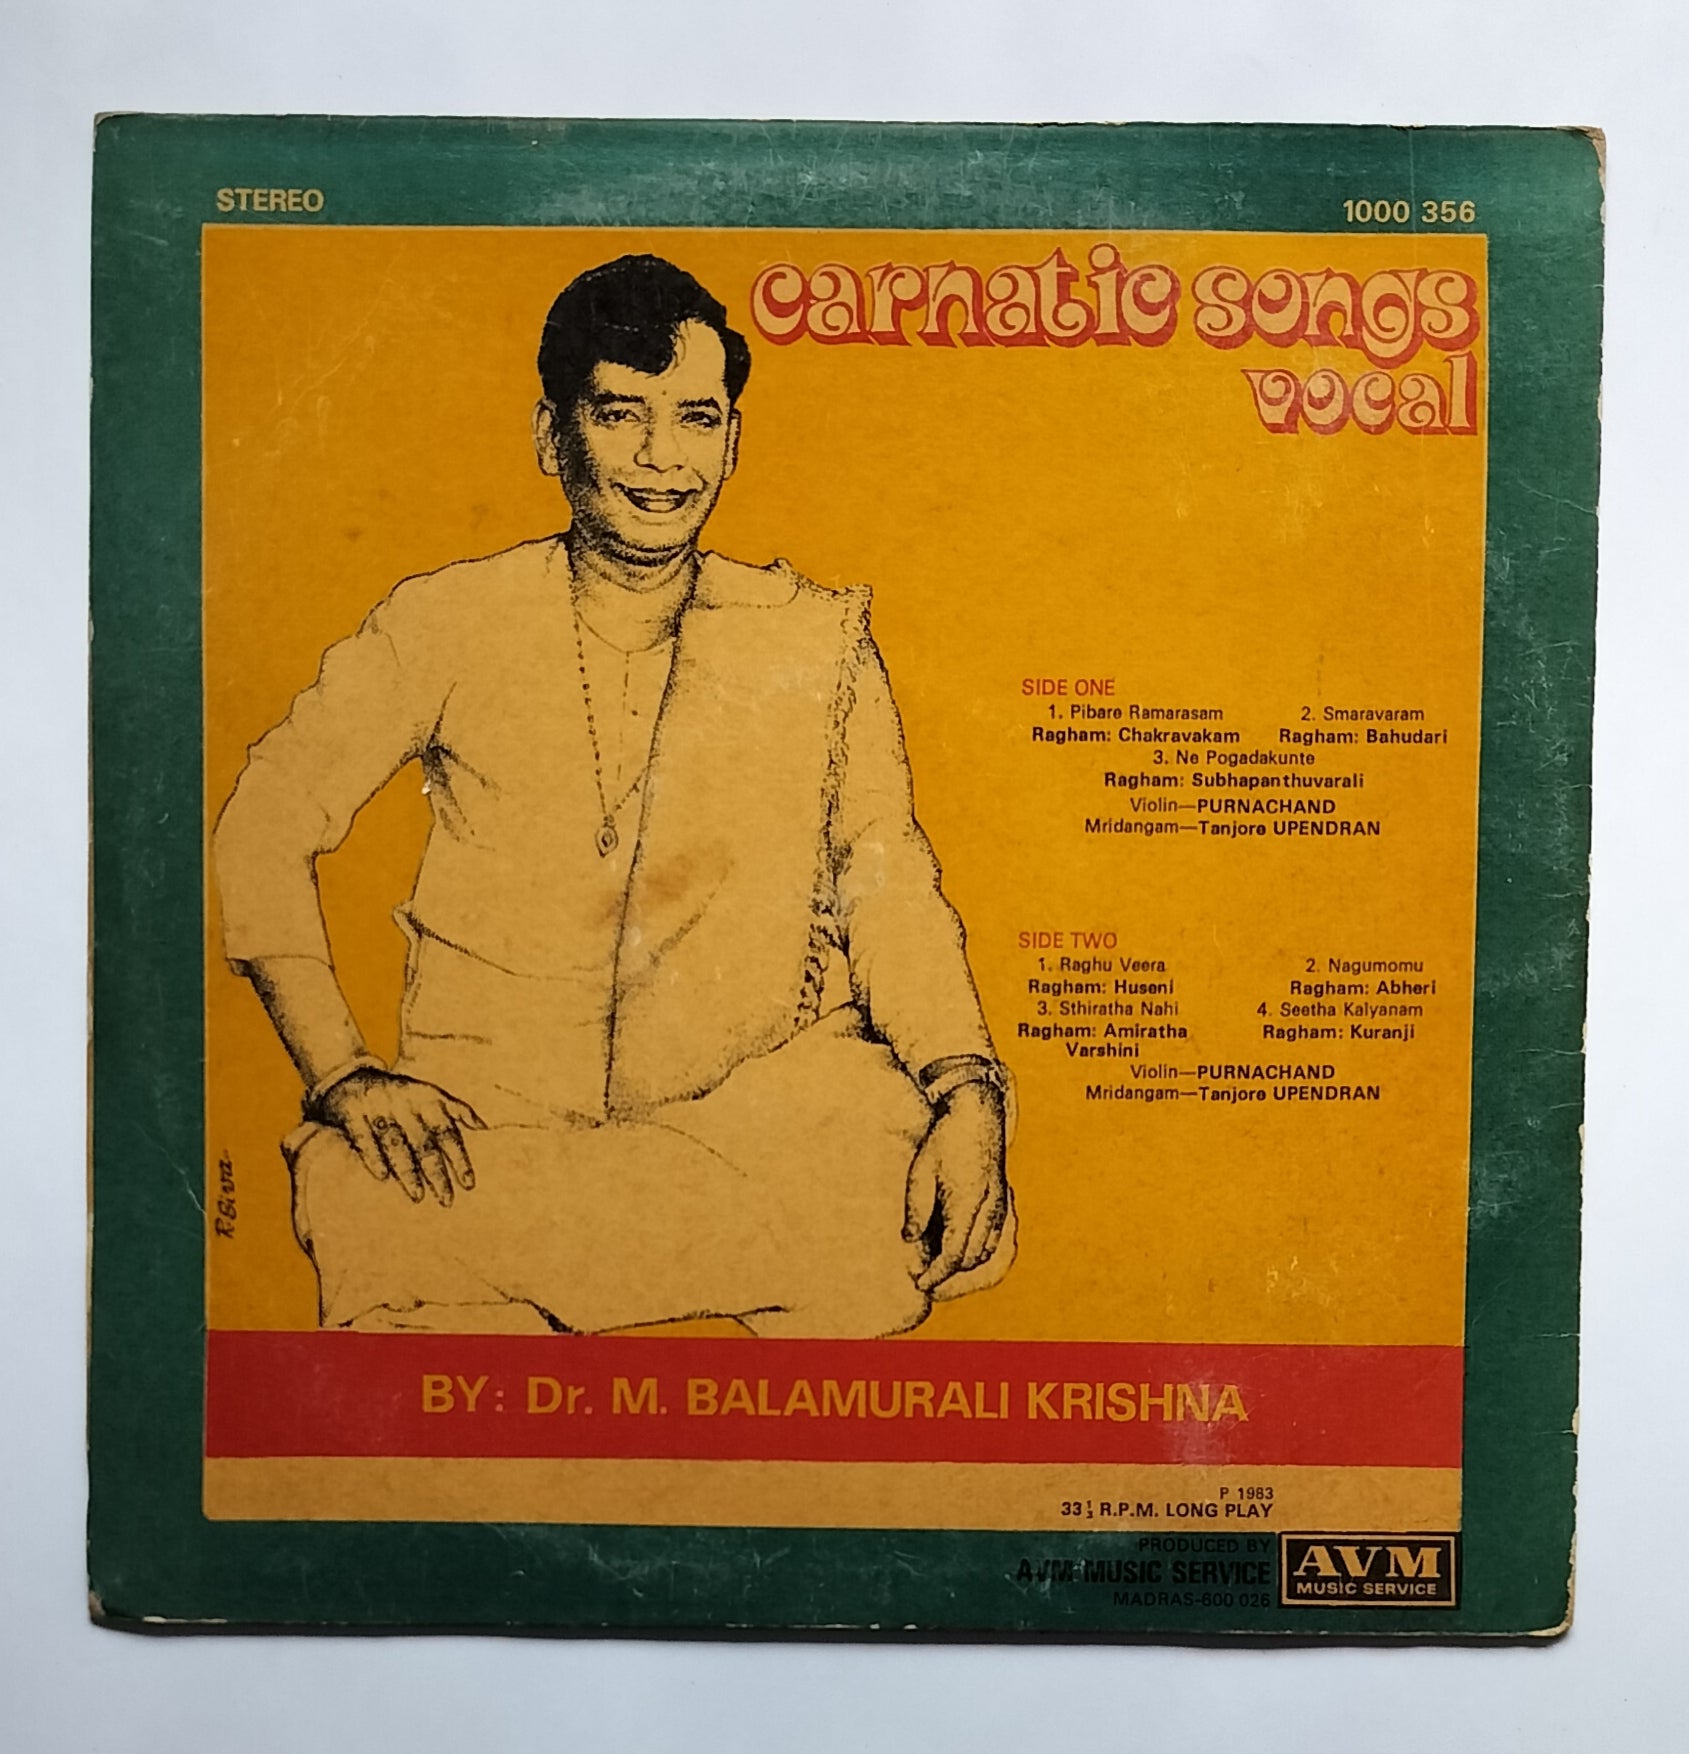 STEREO
1000 356
carnatic songs
vocal
SIDE ONE
1. Pibare Ramarasam 2. Smaravaram
Ragham: Chakravakam Ragham: Bahudari
3. Ne Pogadakunte
Ragham: Subhapanthuvarali
Violin—PURNACHAND
Mridangam—Tanjore UPENDRAN
SIDE TWO
1. Raghu Veera 2. Nagumomu
Ragham: Huseni Ragham: Abheri
3. Sthiratha Nahi 4. Seetha Kalyanam
Ragham: Amiratha Ragham: Kuranji
Varshini
Violin—PURNACHAND
Mridangam—Tanjore UPENDRAN
R. Siva
BY: Dr. M. BALAMURALI KRISHNA
P 1983
33 1/3 R.P.M. LONG PLAY
PRODUCED BY
AVM MUSIC SERVICE
MADRAS-600 026
AVM
MUSIC SERVICE